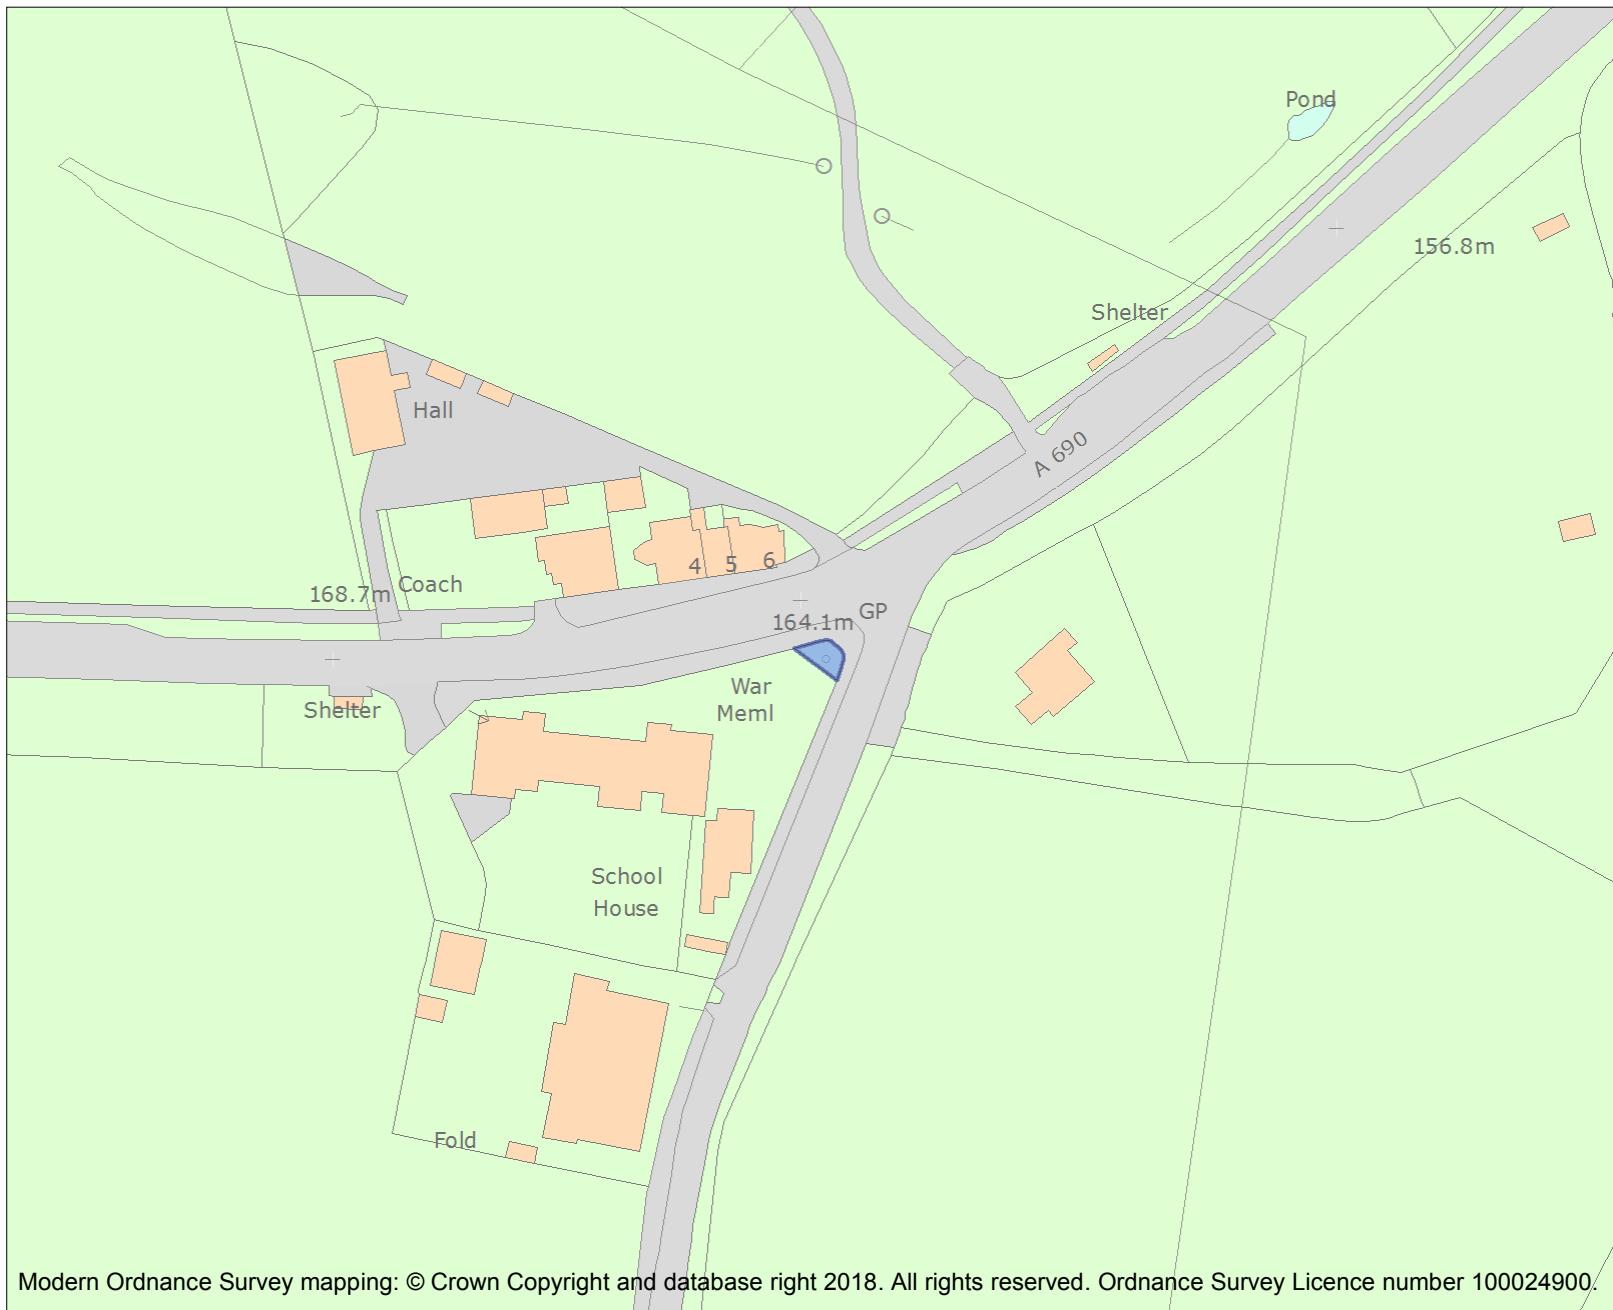 Pond
156.8m
Shelter
Hall
A 690
4
5
6
Coach
168.7m
GP
164.1m
War
Meml
Shelter
School
House
Fold
Modern Ordnance Survey mapping: © Crown Copyright and database right 2018. All rights reserved. Ordnance Survey Licence number 100024900.